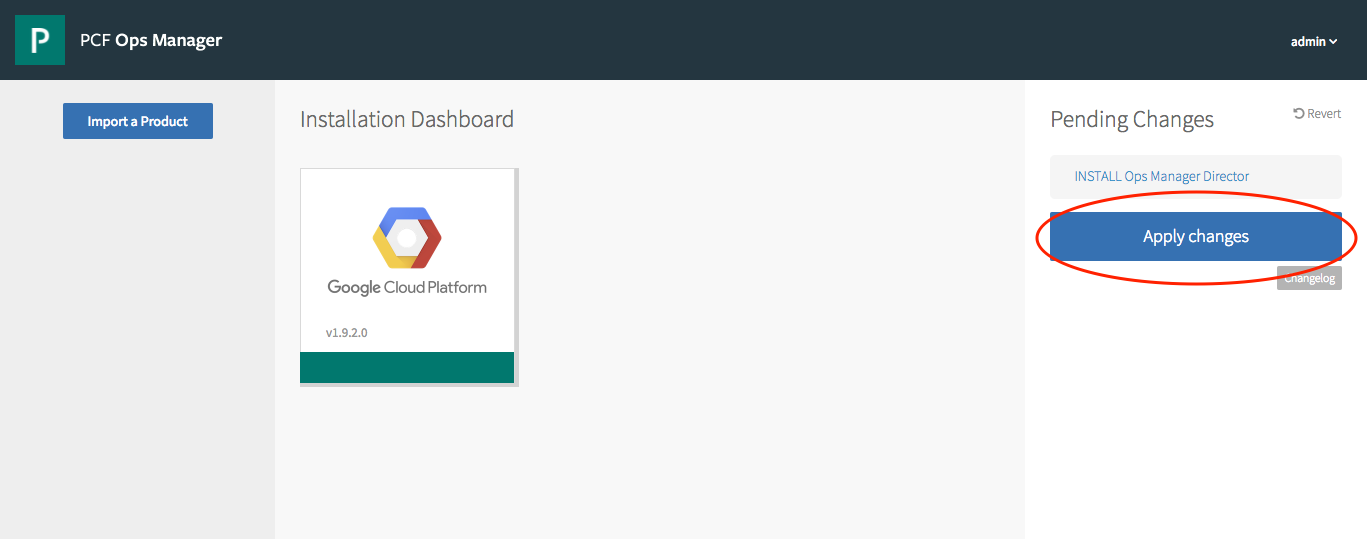 P
PCF Ops Manager
admin
Import a Product
Installation Dashboard
Google Cloud Platform
v1.9.2.0
Pending Changes
Revert
INSTALL Ops Manager Director
Apply changes
Changelog